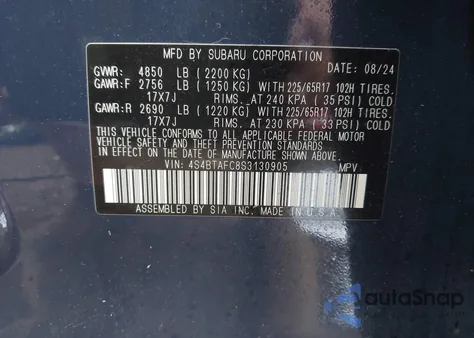 MFD BY SUBARU CORPORATION
GVWR: 4850 LB (2200 KG) DATE: 08/24
GAWR:F 2756 LB (1250 KG) WITH 225/65R17 102H TIRES,
17X7J RIMS, AT 240 KPA (35 PSI) COLD
GAWR:R 2690 LB (1220 KG) WITH 225/65R17 102H TIRES,
17X7J RIMS, AT 230 KPA (33 PSI) COLD
THIS VEHICLE CONFORMS TO ALL APPLICABLE FEDERAL MOTOR
VEHICLE SAFETY AND THEFT PREVENTION STANDARDS IN EFFECT
ON THE DATE OF MANUFACTURE SHOWN ABOVE.
VIN: 4S4BTAFC8S3130905 MPV
ASSEMBLED BY SIA INC. MADE IN U.S.A.
AutoSnap